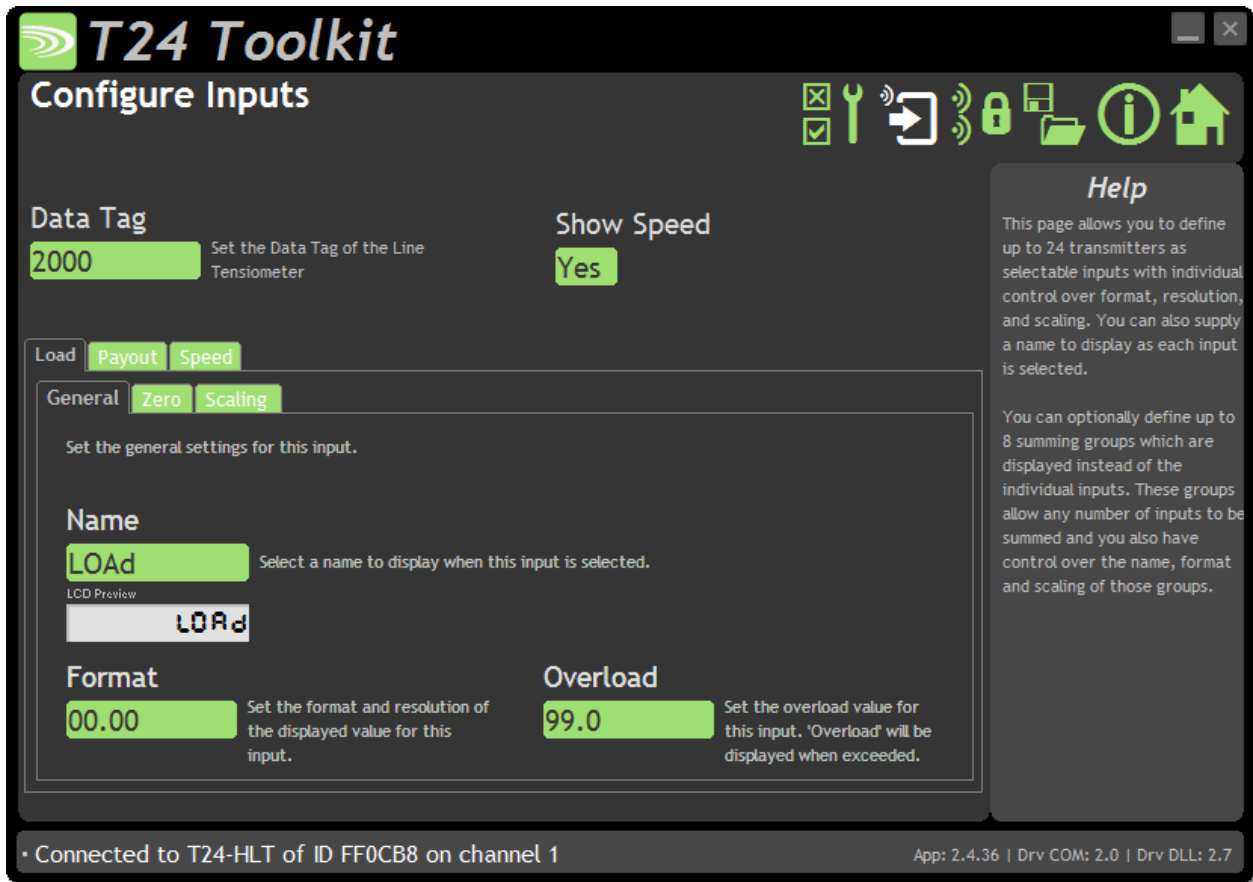 T24 Toolkit
Configure Inputs
Data Tag
2000
Set the Data Tag of the Line
Tensiometer
Show Speed
Yes
Load
Payout
Speed
General
Zero
Scaling
Set the general settings for this input.
Name
LOAd
Select a name to display when this input is selected.
LCD Preview
LOAd
Format
00.00
Set the format and resolution of
the displayed value for this
input.
Overload
99.0
Set the overload value for
this input. 'Overload' will be
displayed when exceeded.
Help
This page allows you to define
up to 24 transmitters as
selectable inputs with individual
control over format, resolution,
and scaling. You can also supply
a name to display as each input
is selected.
You can optionally define up to
8 summing groups which are
displayed instead of the
individual inputs. These groups
allow any number of inputs to be
summed and you also have
control over the name, format
and scaling of those groups.
Connected to T24-HLT of ID FF0CB8 on channel 1
App: 2.4.36 | Drv COM: 2.0 | Drv DLL: 2.7